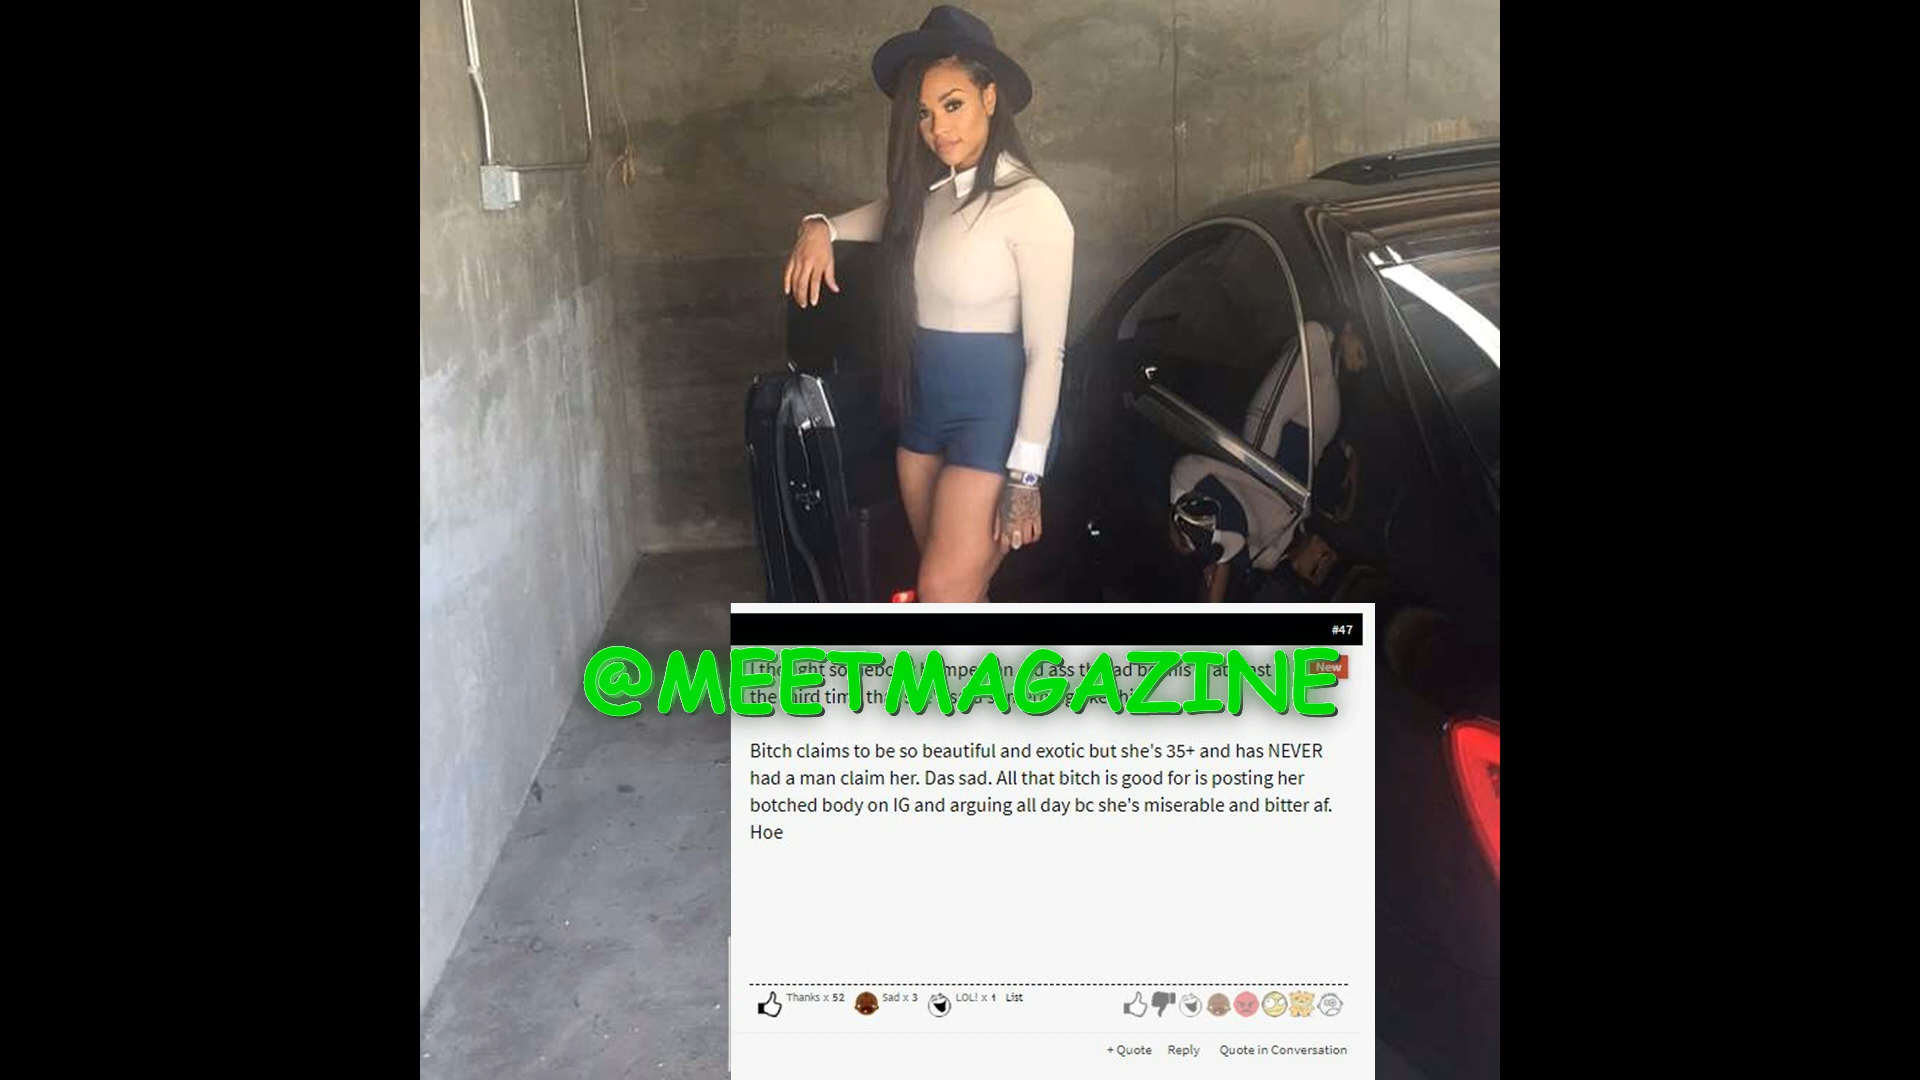 #47
I thought
New
@MEETMAGAZINE
the third
Bitch claims to be so beautiful and exotic but she's 35+ and has NEVER
had a man claim her. Das sad. All that bitch is good for is posting her
botched body on IG and arguing all day bc she's miserable and bitter af.
Hoe
Thanks x 52 Sad x 3 LOL! x 1 List
+ Quote Reply Quote in Conversation